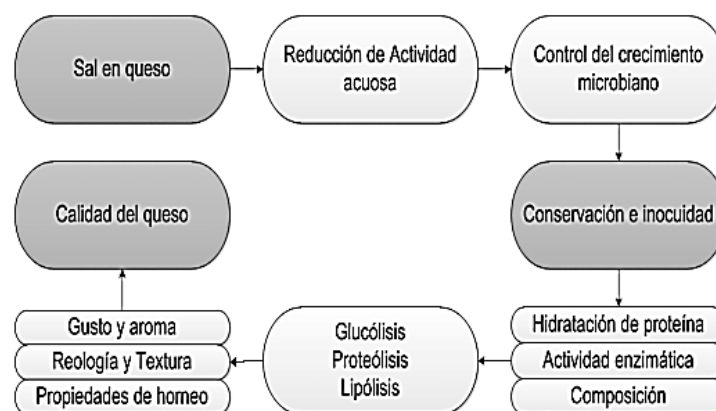 Sal en queso
Reducción de Actividad
acuosa
Control del crecimiento
microbiano
Conservación e inocuidad
Hidratación de proteína
Actividad enzimática
Composición
Glucólisis
Proteólisis
Lipólisis
Gusto y aroma
Reología y Textura
Propiedades de horneo
Calidad del queso